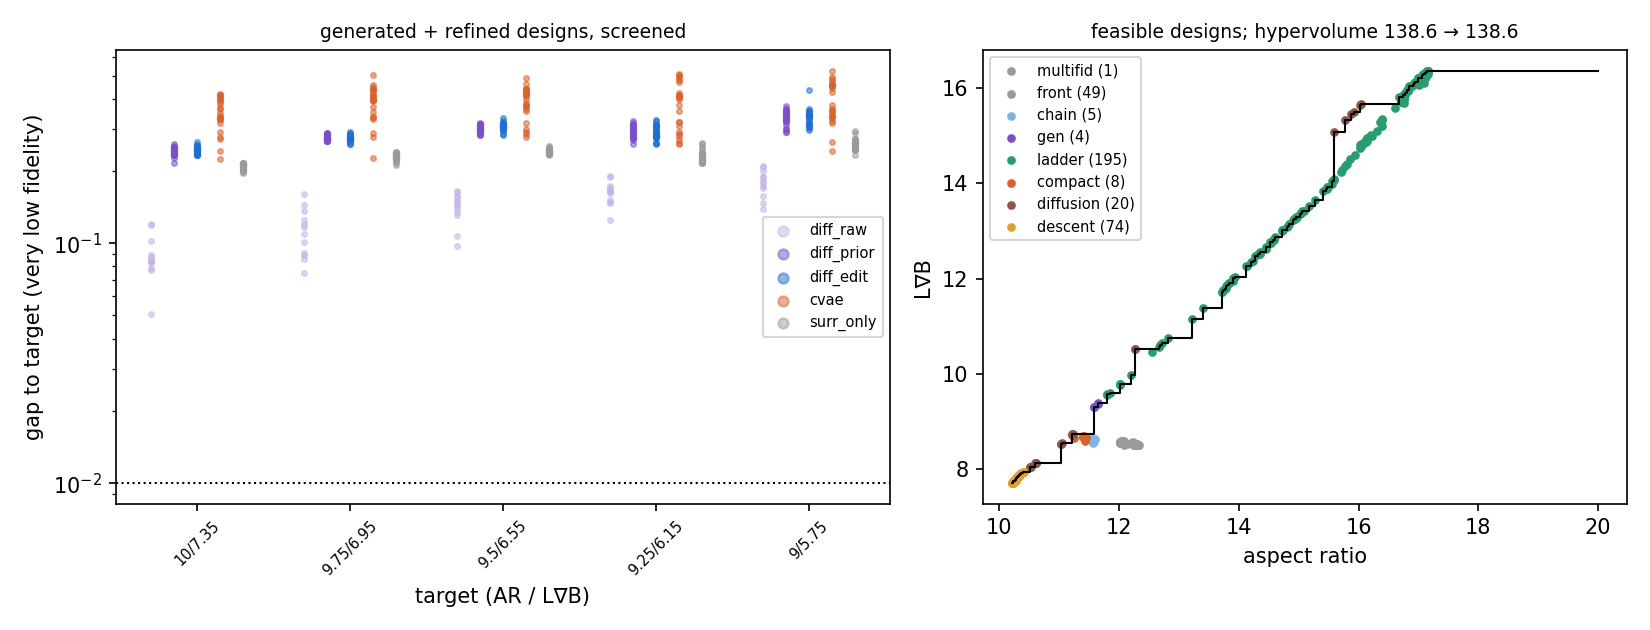 generated + refined designs, screened
gap to target (very low fidelity)
10⁻¹
10⁻²
diff_raw
diff_prior
diff_edit
cvae
surr_only
10/7.35
9.75/6.95
9.5/6.55
9.25/6.15
9/5.75
target (AR / L∇B)
feasible designs; hypervolume 138.6 → 138.6
L∇B
16
14
12
10
8
multifid (1)
front (49)
chain (5)
gen (4)
ladder (195)
compact (8)
diffusion (20)
descent (74)
10
12
14
16
18
20
aspect ratio